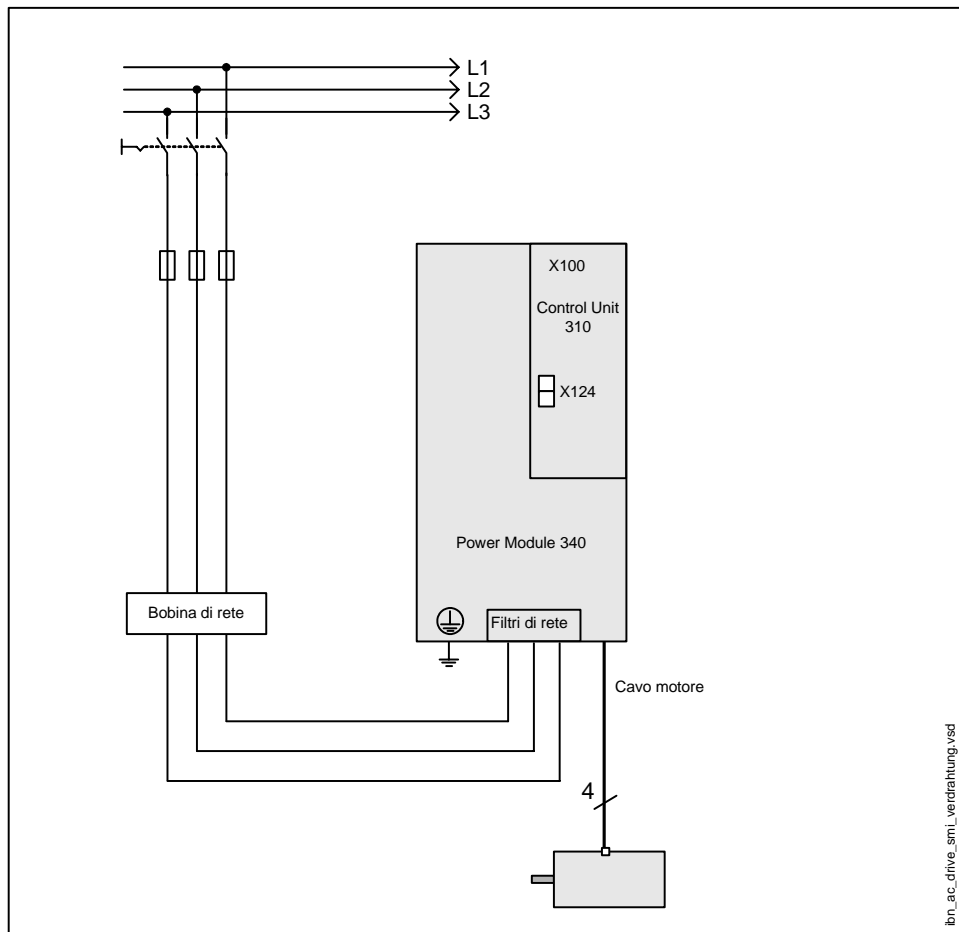 L1
L2
L3
X100
Control Unit
310
X124
Power Module 340
Bobina di rete
Filtri di rete
Cavo motore
4
ibn_ac_drive_smi_verdrahtung.vsd